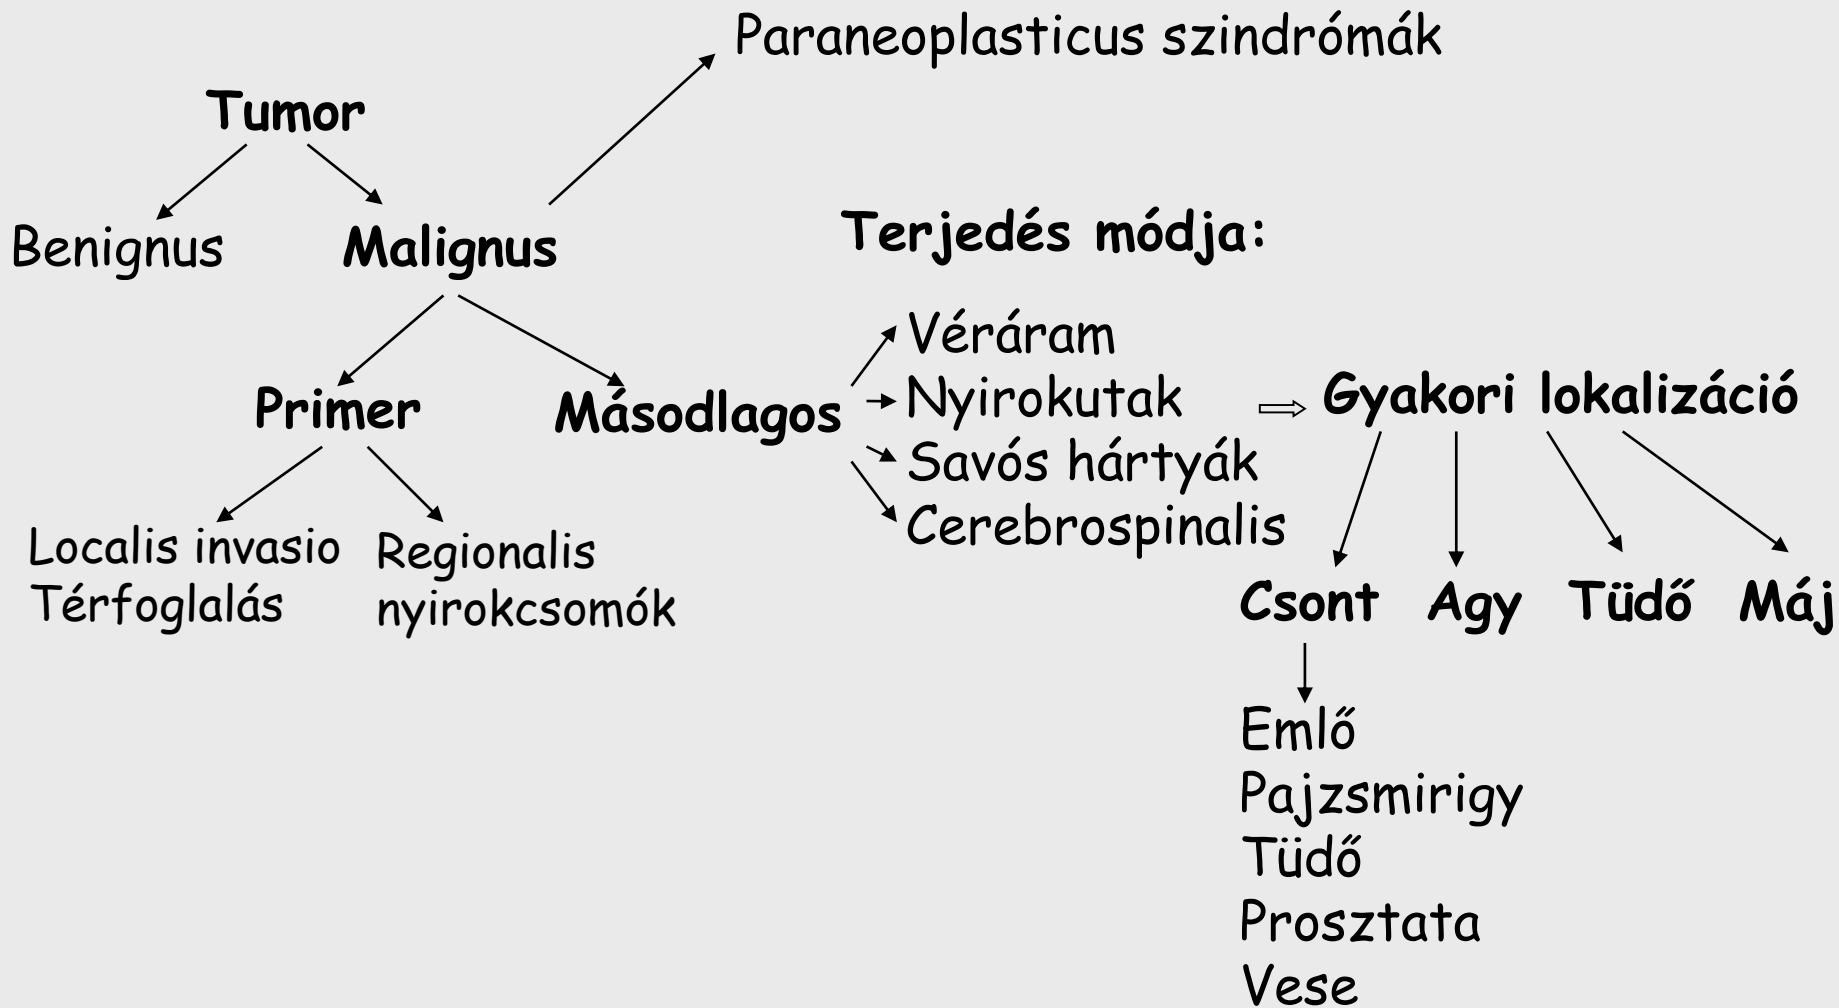 Paraneoplasticus szindrómák
Tumor
Benignus
Malignus
Terjedés módja:
Primer
Másodlagos
Véráram
Nyirokutak
Savós hártyák
Cerebrospinalis
Gyakori lokalizáció
Localis invasio
Térfoglalás
Regionalis
nyirokcsomók
Csont Agy Tüdő Máj
Emlő
Pajzsmirigy
Tüdő
Prosztata
Vese